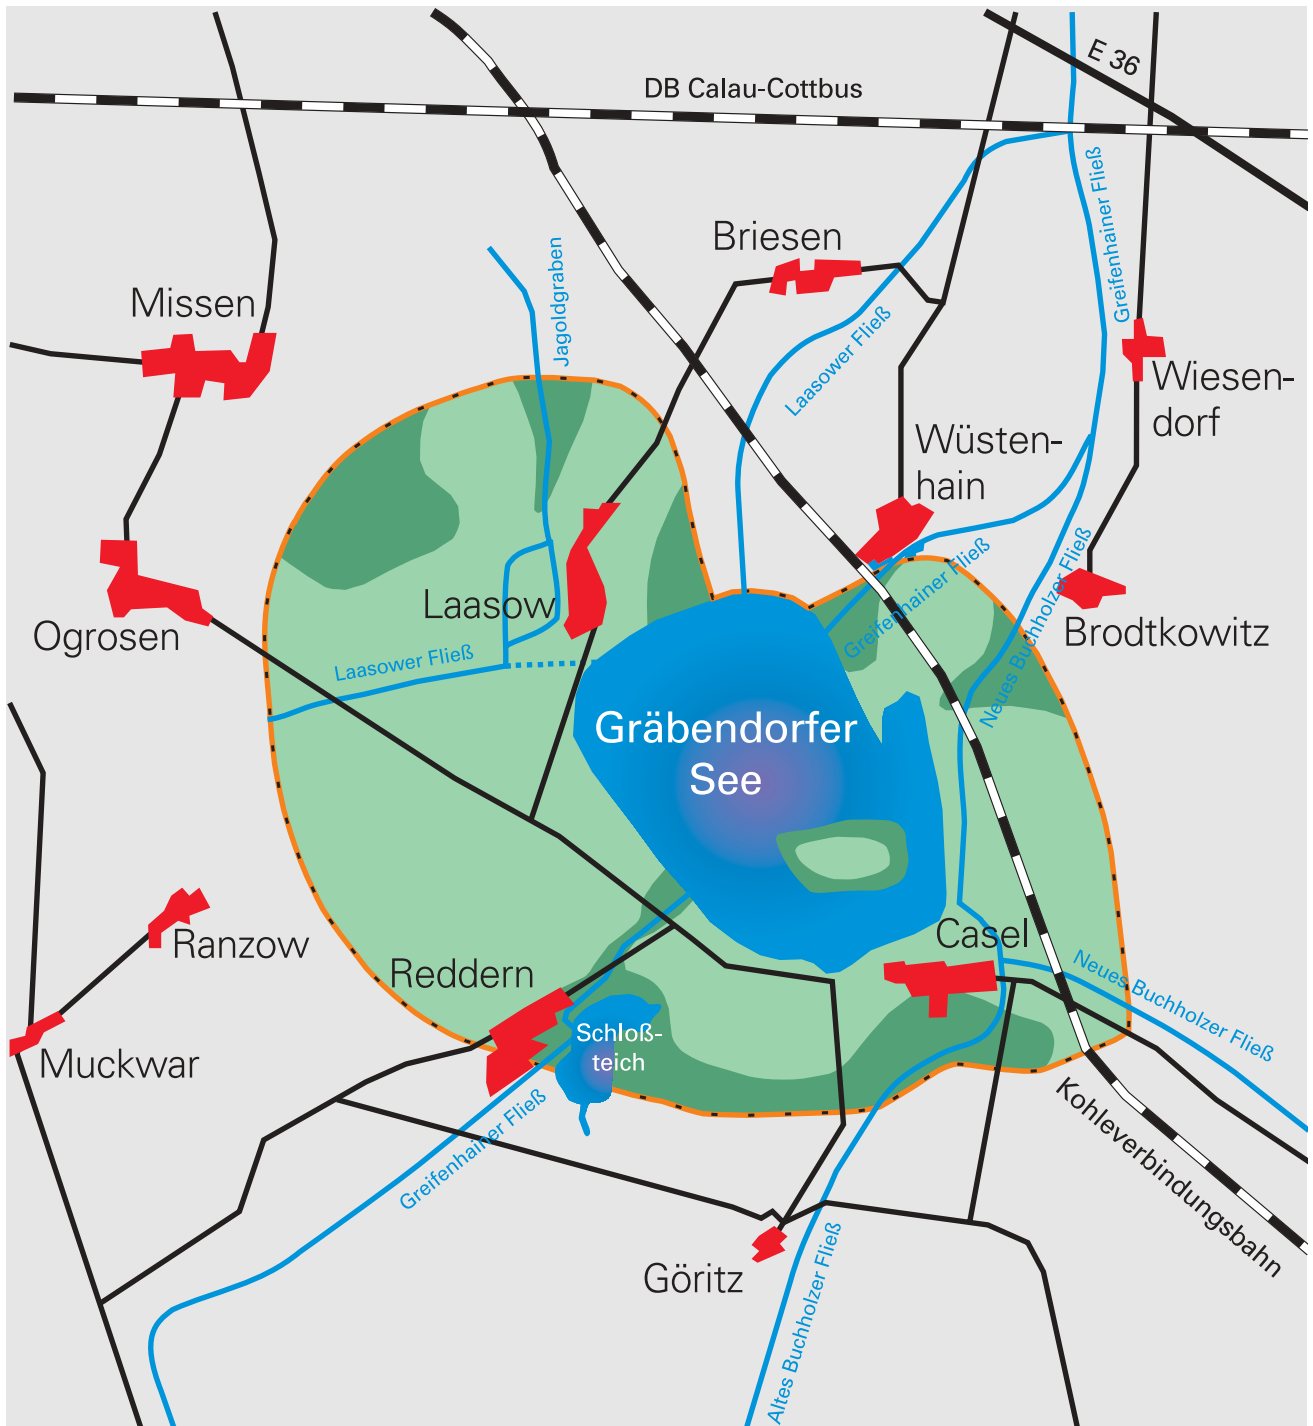 E 36
DB Calau-Cottbus
Greifenhainer Fließ
Briesen
Jagoldgraben
Missen
Laasower Fließ
Wiesen-
dorf
Wüsten-
hain
Neues Buchholzer Fließ
Greifenhainer Fließ
Laasow
Ogrosen
Brodtkowitz
Laasower Fließ
Gräbendorfer
See
Ranzow
Casel
Reddern
Neues Buchholzer Fließ
Schloß-
teich
Muckwar
Greifenhainer Fließ
Kohleverbindungsbahn
Göritz
Altes Buchholzer Fließ